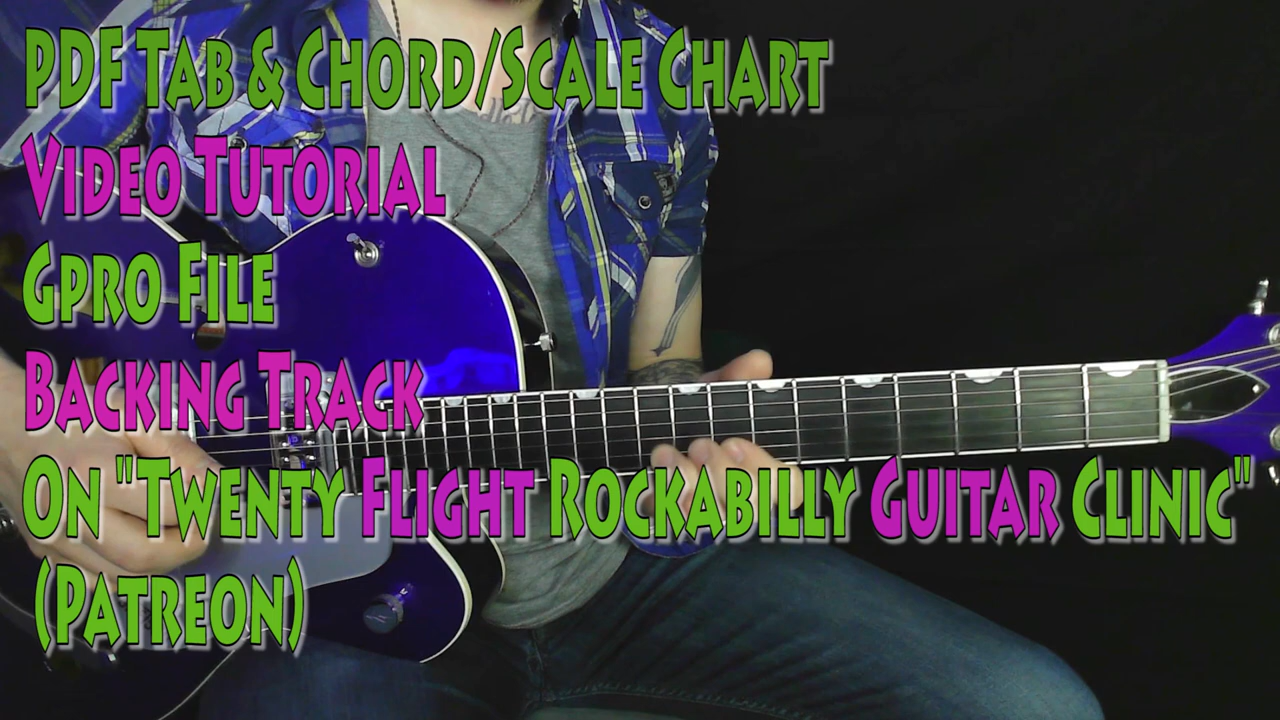 PDF Tab & Chord/Scale Chart
Video Tutorial
Gpro File
Backing Track
On "Twenty Flight Rockabilly Guitar Clinic"
(Patreon)